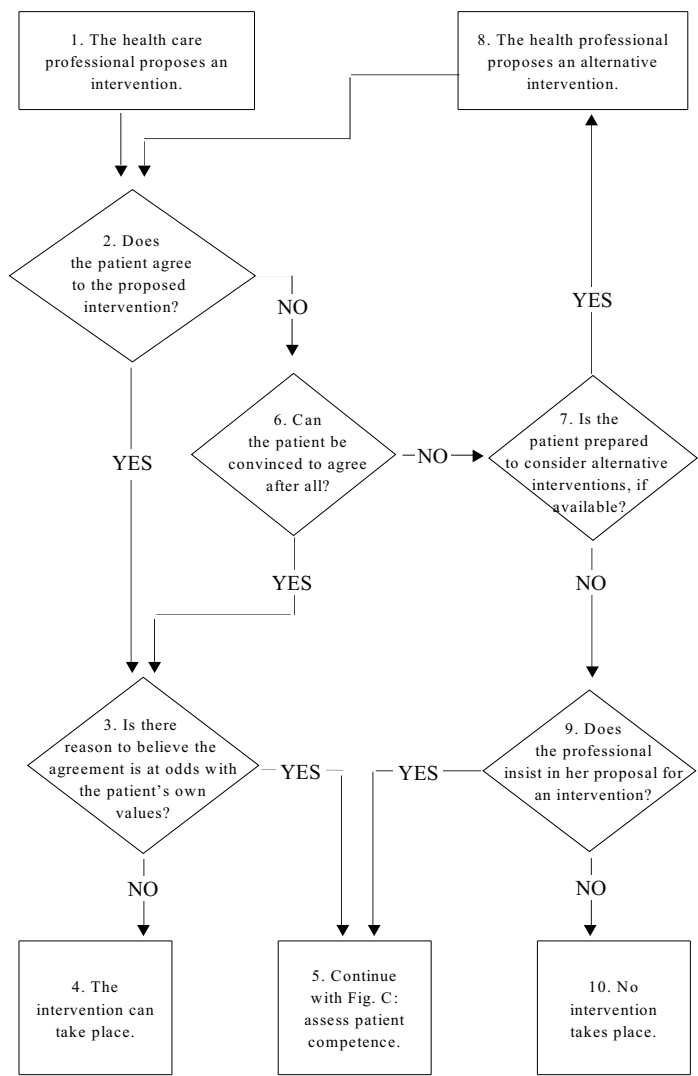 1. The health care
professional proposes an
intervention.
8. The health professional
proposes an alternative
intervention.
2. Does
the patient agree
to the proposed
intervention?
NO
YES
6. Can
the patient be
convinced to agree
after all?
NO
7. Is the
patient prepared
to consider alternative
interventions, if
available?
YES
YES
NO
3. Is there
reason to believe the
agreement is at odds with
the patient's own
values?
YES
YES
9. Does
the professional
insist in her proposal for
an intervention?
NO
NO
4. The
intervention can
take place.
5. Continue
with Fig. C:
assess patient
competence.
10. No
intervention
takes place.